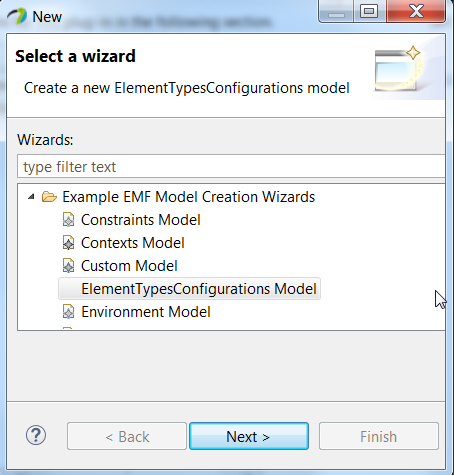 New
Select a wizard
Create a new ElementTypesConfigurations model
Wizards:
type filter text
Example EMF Model Creation Wizards
Constraints Model
Contexts Model
Custom Model
ElementTypesConfigurations Model
Environment Model
?
< Back
Next >
Finish